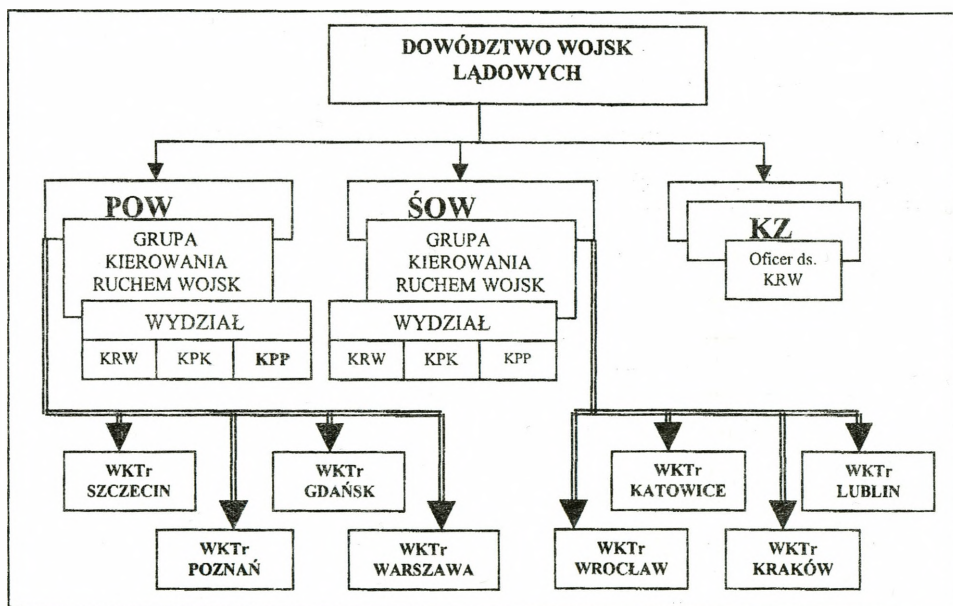 DOWÓDZTWO WOJSK
LĄDOWYCH
POW
GRUPA
KIEROWANIA
RUCHEM WOJSK
WYDZIAŁ
KRW KPK KPP
ŚOW
GRUPA
KIEROWANIA
RUCHEM WOJSK
WYDZIAŁ
KRW KPK KPP
KZ
Oficer ds.
KRW
WKTr
SZCZECIN
WKTr
GDAŃSK
WKTr
KATOWICE
WKTr
LUBLIN
WKTr
POZNAŃ
WKTr
WARSZAWA
WKTr
WROCŁAW
WKTr
KRAKÓW